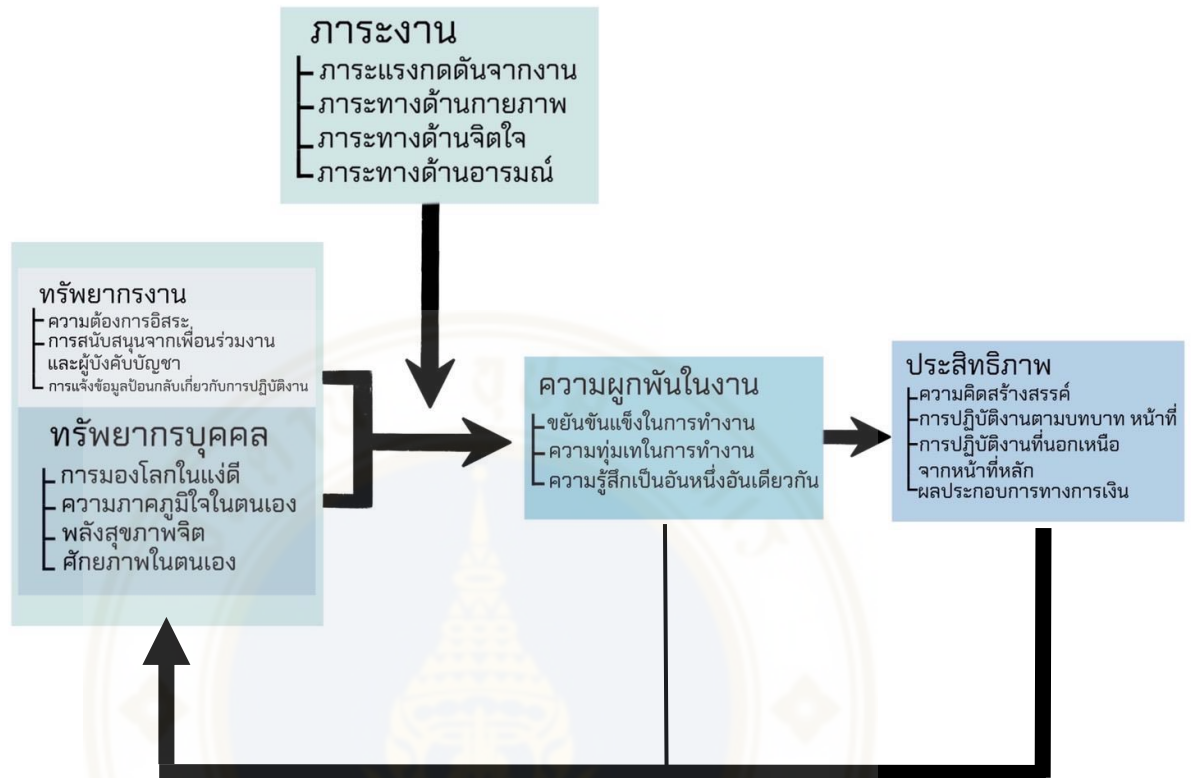 ภาระงาน
ภาระแรงกดดันจากงาน
ภาระทางด้านกายภาพ
ภาระทางด้านจิตใจ
ภาระทางด้านอารมณ์
ทรัพยากรงาน
ความต้องการอิสระ
การสนับสนุนจากเพื่อนร่วมงาน
และผู้บังคับบัญชา
การแจ้งข้อมูลป้อนกลับเกี่ยวกับการปฏิบัติงาน
ทรัพยากรบุคคล
การมองโลกในแง่ดี
ความภาคภูมิใจในตนเอง
พลังสุขภาพจิต
ศักยภาพในตนเอง
ความผูกพันในงาน
ขยันขันแข็งในการทำงาน
ความทุ่มเทในการทำงาน
ความรู้สึกเป็นอันหนึ่งอันเดียวกัน
ประสิทธิภาพ
ความคิดสร้างสรรค์
การปฏิบัติงานตามบทบาท หน้าที่
การปฏิบัติงานที่นอกเหนือ
จากหน้าที่หลัก
ผลประกอบการทางการเงิน